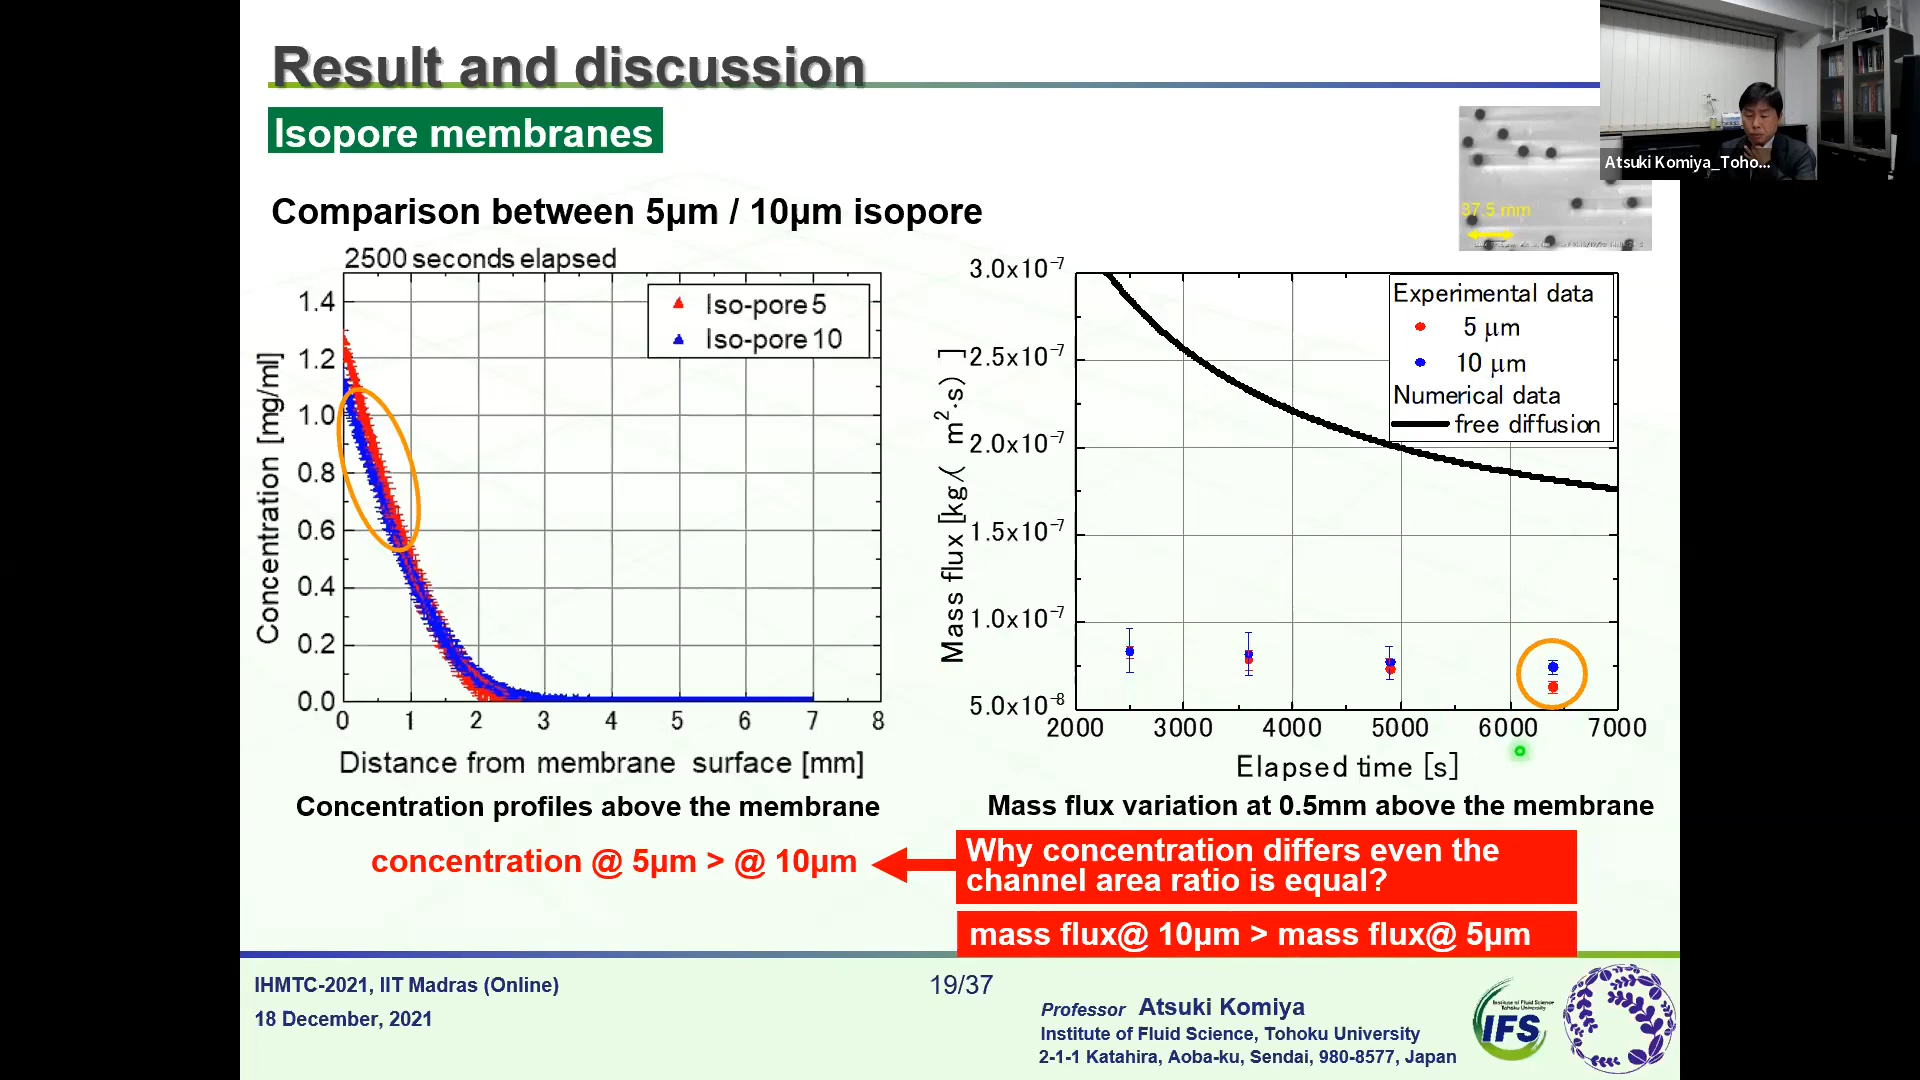 Result and discussion
Isopore membranes
Atsuki Komiya_Toho...
37.5 mm
Comparison between 5μm / 10μm isopore
2500 seconds elapsed
Iso-pore 5
Iso-pore 10
1.4
1.2
1.0
0.8
0.6
0.4
0.2
0.0
Concentration [mg/ml]
0 1 2 3 4 5 6 7 8
Distance from membrane surface [mm]
Concentration profiles above the membrane
concentration @ 5μm > @ 10μm
Experimental data
5 μm
10 μm
Numerical data
free diffusion
3.0x10⁻⁷
2.5x10⁻⁷
2.0x10⁻⁷
1.5x10⁻⁷
1.0x10⁻⁷
5.0x10⁻⁸
Mass flux [kg/( m²·s) ]
2000 3000 4000 5000 6000 7000
Elapsed time [s]
Mass flux variation at 0.5mm above the membrane
Why concentration differs even the
channel area ratio is equal?
mass flux@ 10μm > mass flux@ 5μm
IHMTC-2021, IIT Madras (Online)
18 December, 2021
19/37
Professor Atsuki Komiya
Institute of Fluid Science, Tohoku University
2-1-1 Katahira, Aoba-ku, Sendai, 980-8577, Japan
Institute of Fluid Science
Tohoku University
IFS